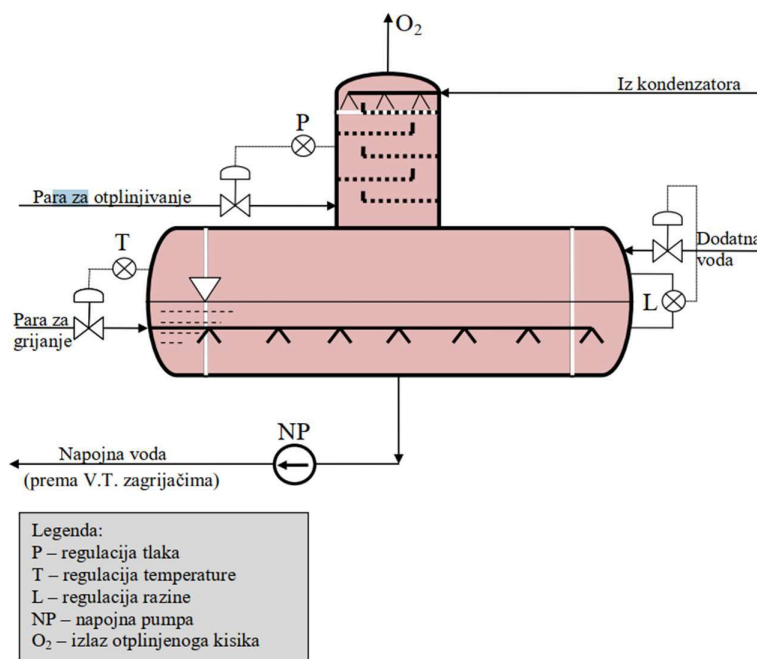 O₂
Iz kondenzatora
P
Para za otplinjivanje
T
Dodatna
voda
L
Para za
grijanje
NP
Napojna voda
(prema V.T. zagrijačima)
Legenda:
P – regulacija tlaka
T – regulacija temperature
L – regulacija razine
NP – napojna pumpa
O₂ – izlaz otplinjenoga kisika